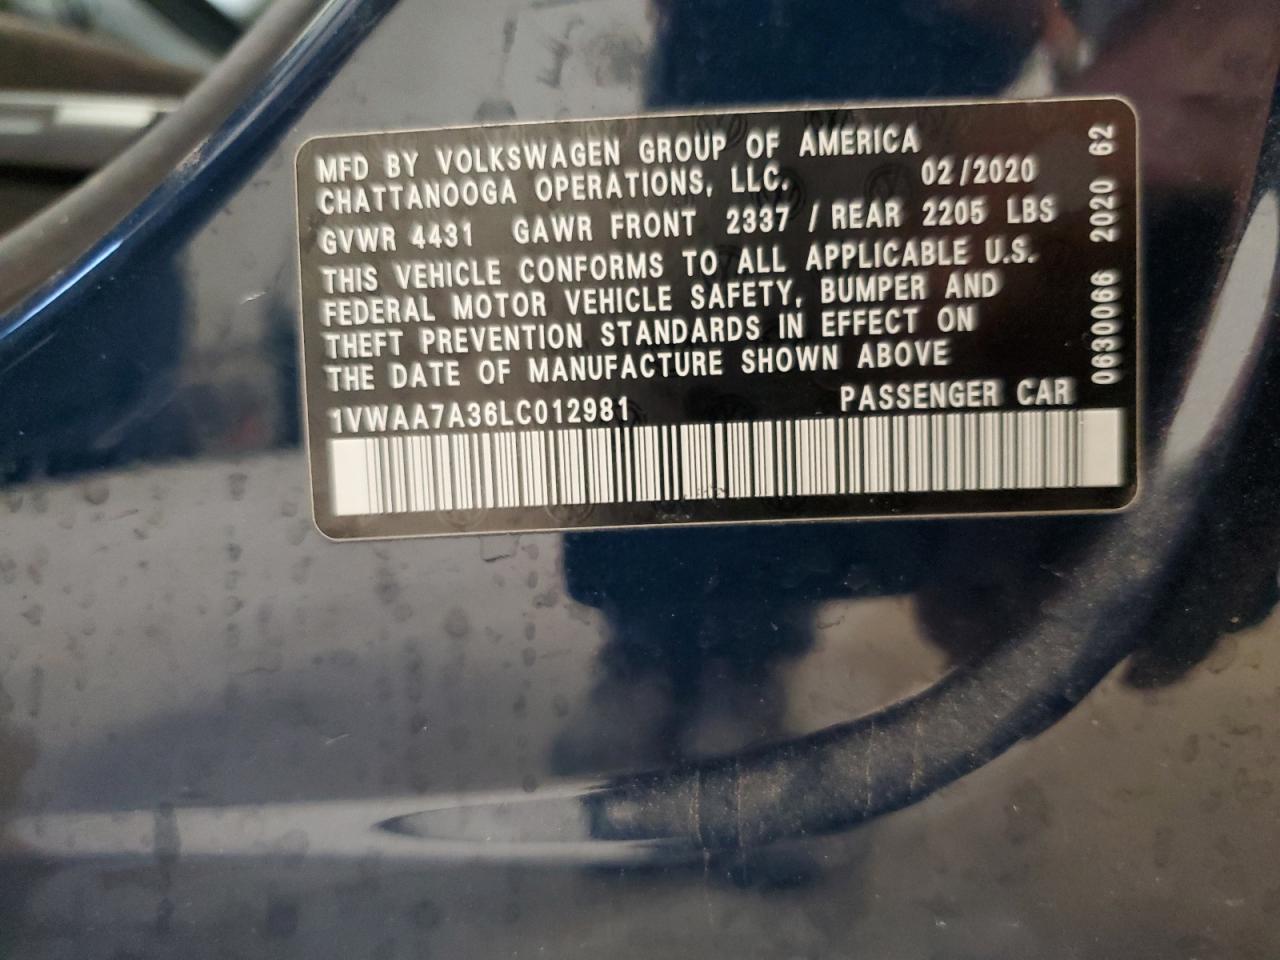 MFD BY VOLKSWAGEN GROUP OF AMERICA
CHATTANOOGA OPERATIONS, LLC. 02/2020
GVWR 4431 GAWR FRONT 2337 / REAR 2205 LBS
THIS VEHICLE CONFORMS TO ALL APPLICABLE U.S.
FEDERAL MOTOR VEHICLE SAFETY, BUMPER AND
THEFT PREVENTION STANDARDS IN EFFECT ON
THE DATE OF MANUFACTURE SHOWN ABOVE
1VWAA7A36LC012981 PASSENGER CAR
0630066 2020 62